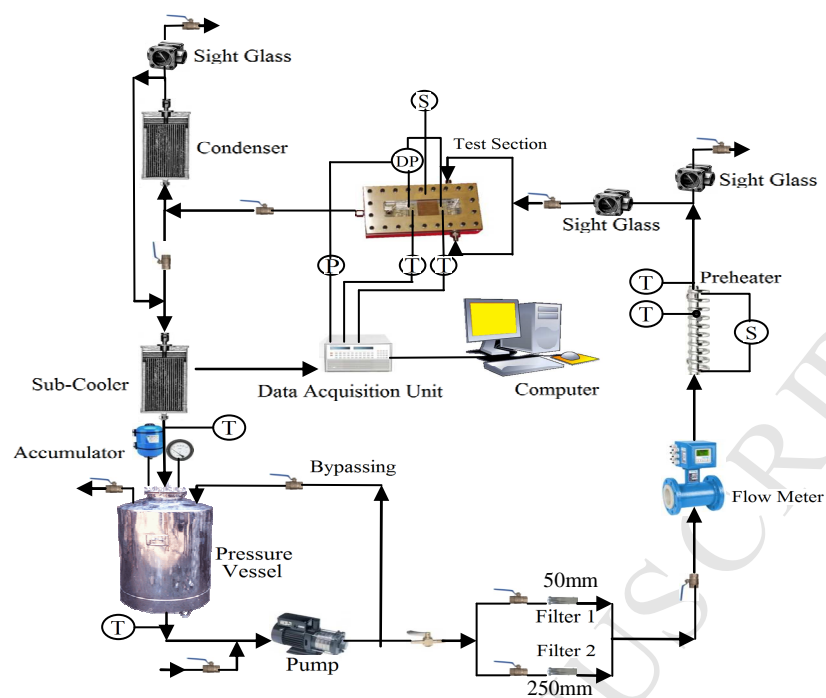 Sight Glass
S
Test Section
Condenser
DP
Sight Glass
Sight Glass
P
T
T
T
Preheater
T
S
Sub-Cooler
Data Acquisition Unit
Computer
T
Accumulator
Bypassing
Flow Meter
Pressure
Vessel
50mm
Filter 1
T
Filter 2
Pump
250mm
USCRI